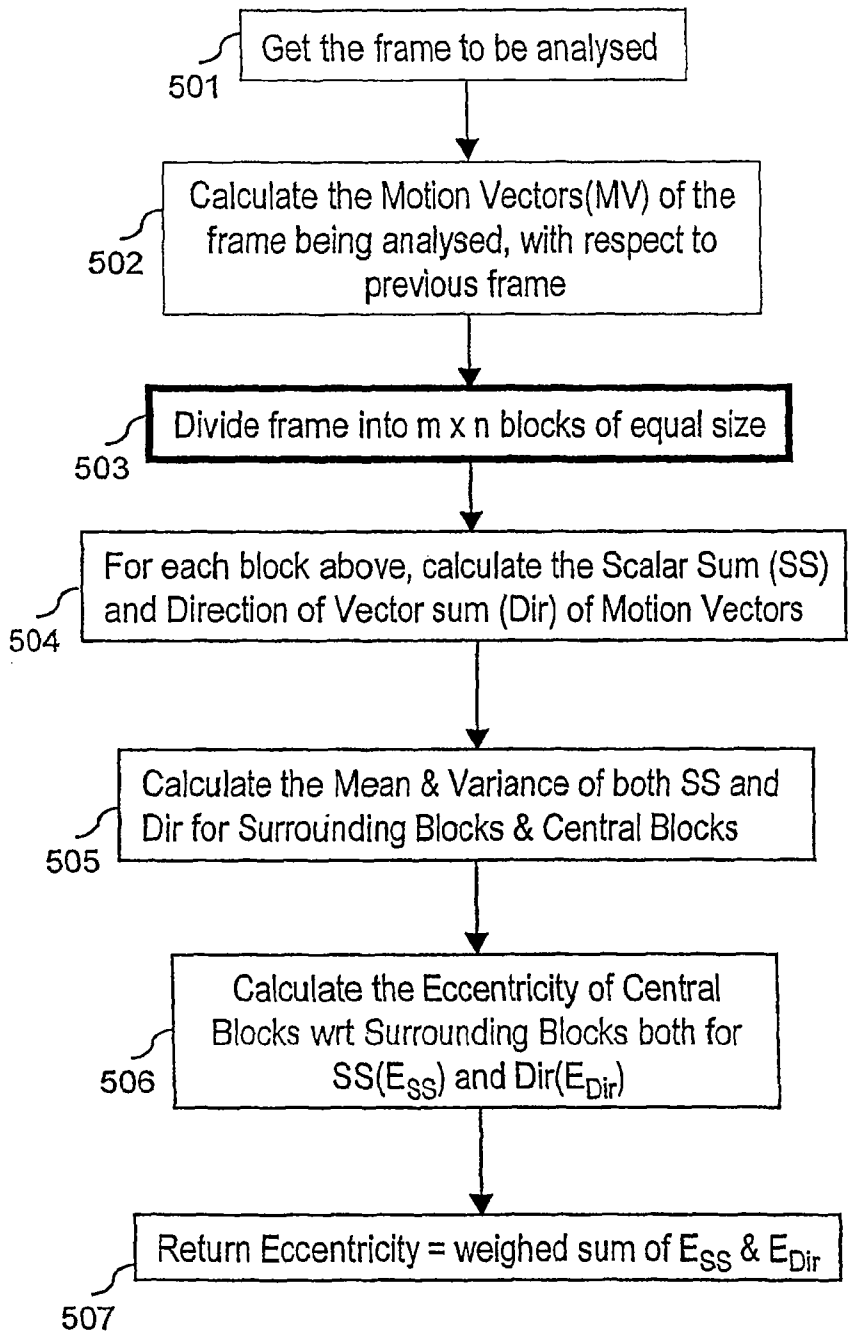 Get the frame to be analysed
501
Calculate the Motion Vectors(MV) of the
frame being analysed, with respect to
previous frame
502
Divide frame into m x n blocks of equal size
503
For each block above, calculate the Scalar Sum (SS)
and Direction of Vector sum (Dir) of Motion Vectors
504
Calculate the Mean & Variance of both SS and
Dir for Surrounding Blocks & Central Blocks
505
Calculate the Eccentricity of Central
Blocks wrt Surrounding Blocks both for
SS(E_SS) and Dir(E_Dir)
506
Return Eccentricity = weighed sum of E_SS & E_Dir
507